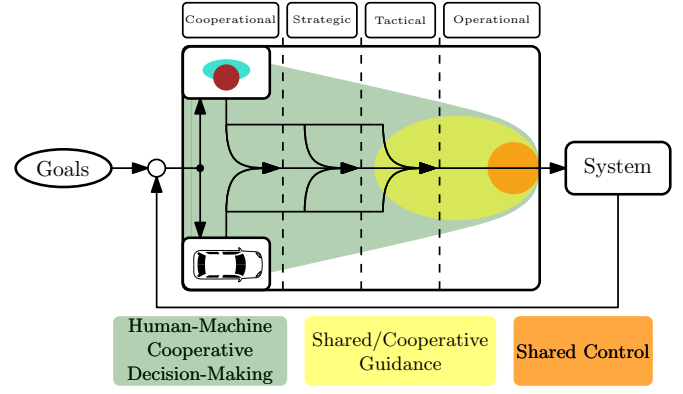 Cooperational Strategic Tactical Operational
Goals
System
Human-Machine
Cooperative
Decision-Making
Shared/Cooperative
Guidance
Shared Control